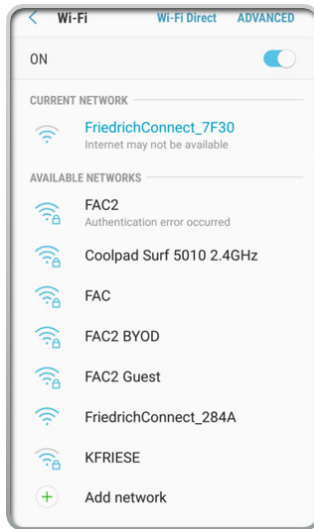 Wi-Fi Wi-Fi Direct ADVANCED
ON
CURRENT NETWORK
FriedrichConnect_7F30
Internet may not be available
AVAILABLE NETWORKS
FAC2
Authentication error occurred
Coolpad Surf 5010 2.4GHz
FAC
FAC2 BYOD
FAC2 Guest
FriedrichConnect_284A
KFRIESE
Add network